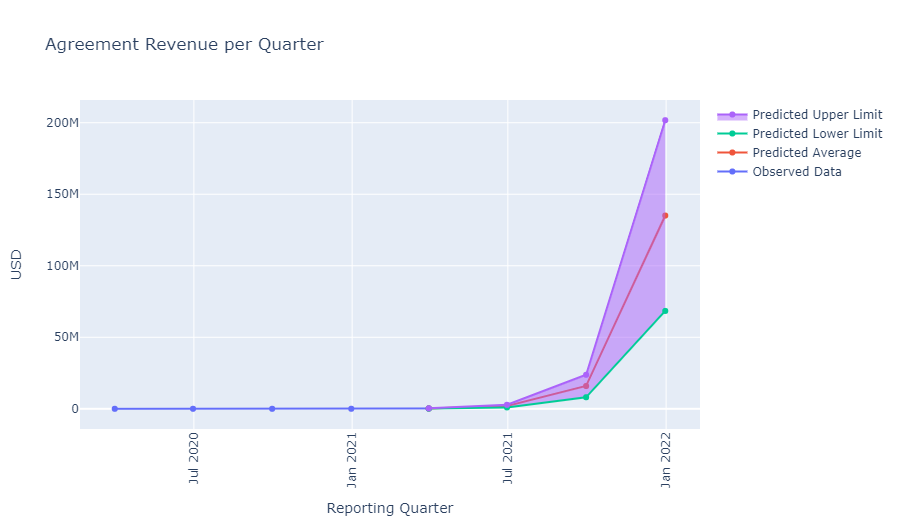 Agreement Revenue per Quarter
Predicted Upper Limit
Predicted Lower Limit
Predicted Average
Observed Data
200M
150M
100M
50M
0
USD
Jul 2020
Jan 2021
Jul 2021
Jan 2022
Reporting Quarter